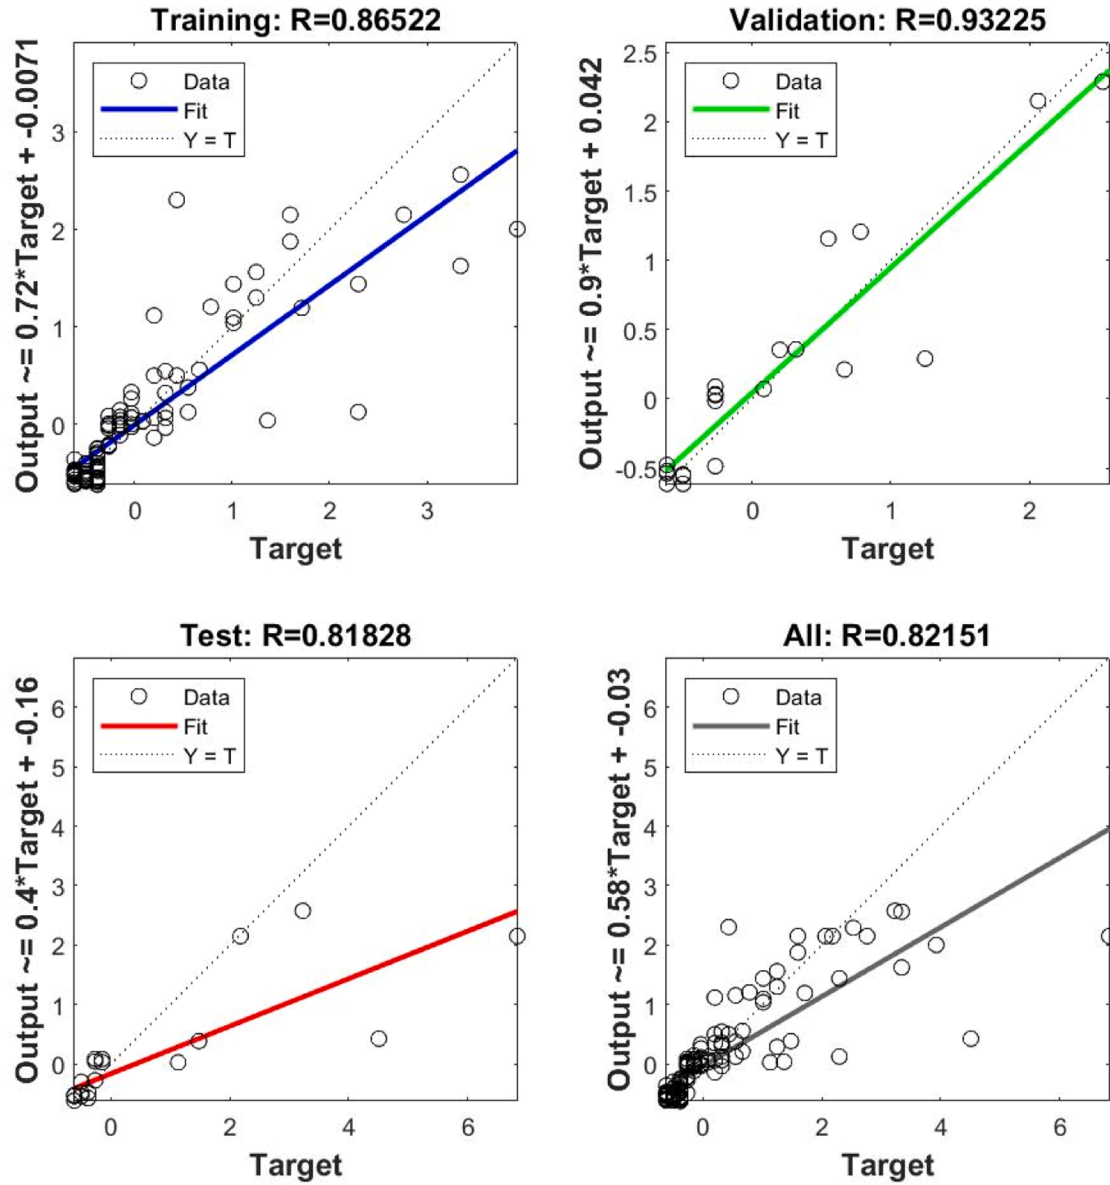 Training: R=0.86522
Output ~= 0.72*Target + -0.0071
Data
Fit
Y = T
3
2
1
0
0
1
2
3
Target
Validation: R=0.93225
Output ~= 0.9*Target + 0.042
Data
Fit
Y = T
2.5
2
1.5
1
0.5
0
-0.5
0
1
2
Target
Test: R=0.81828
Output ~= 0.4*Target + -0.16
Data
Fit
Y = T
6
5
4
3
2
1
0
0
2
4
6
Target
All: R=0.82151
Output ~= 0.58*Target + -0.03
Data
Fit
Y = T
6
5
4
3
2
1
0
0
2
4
6
Target